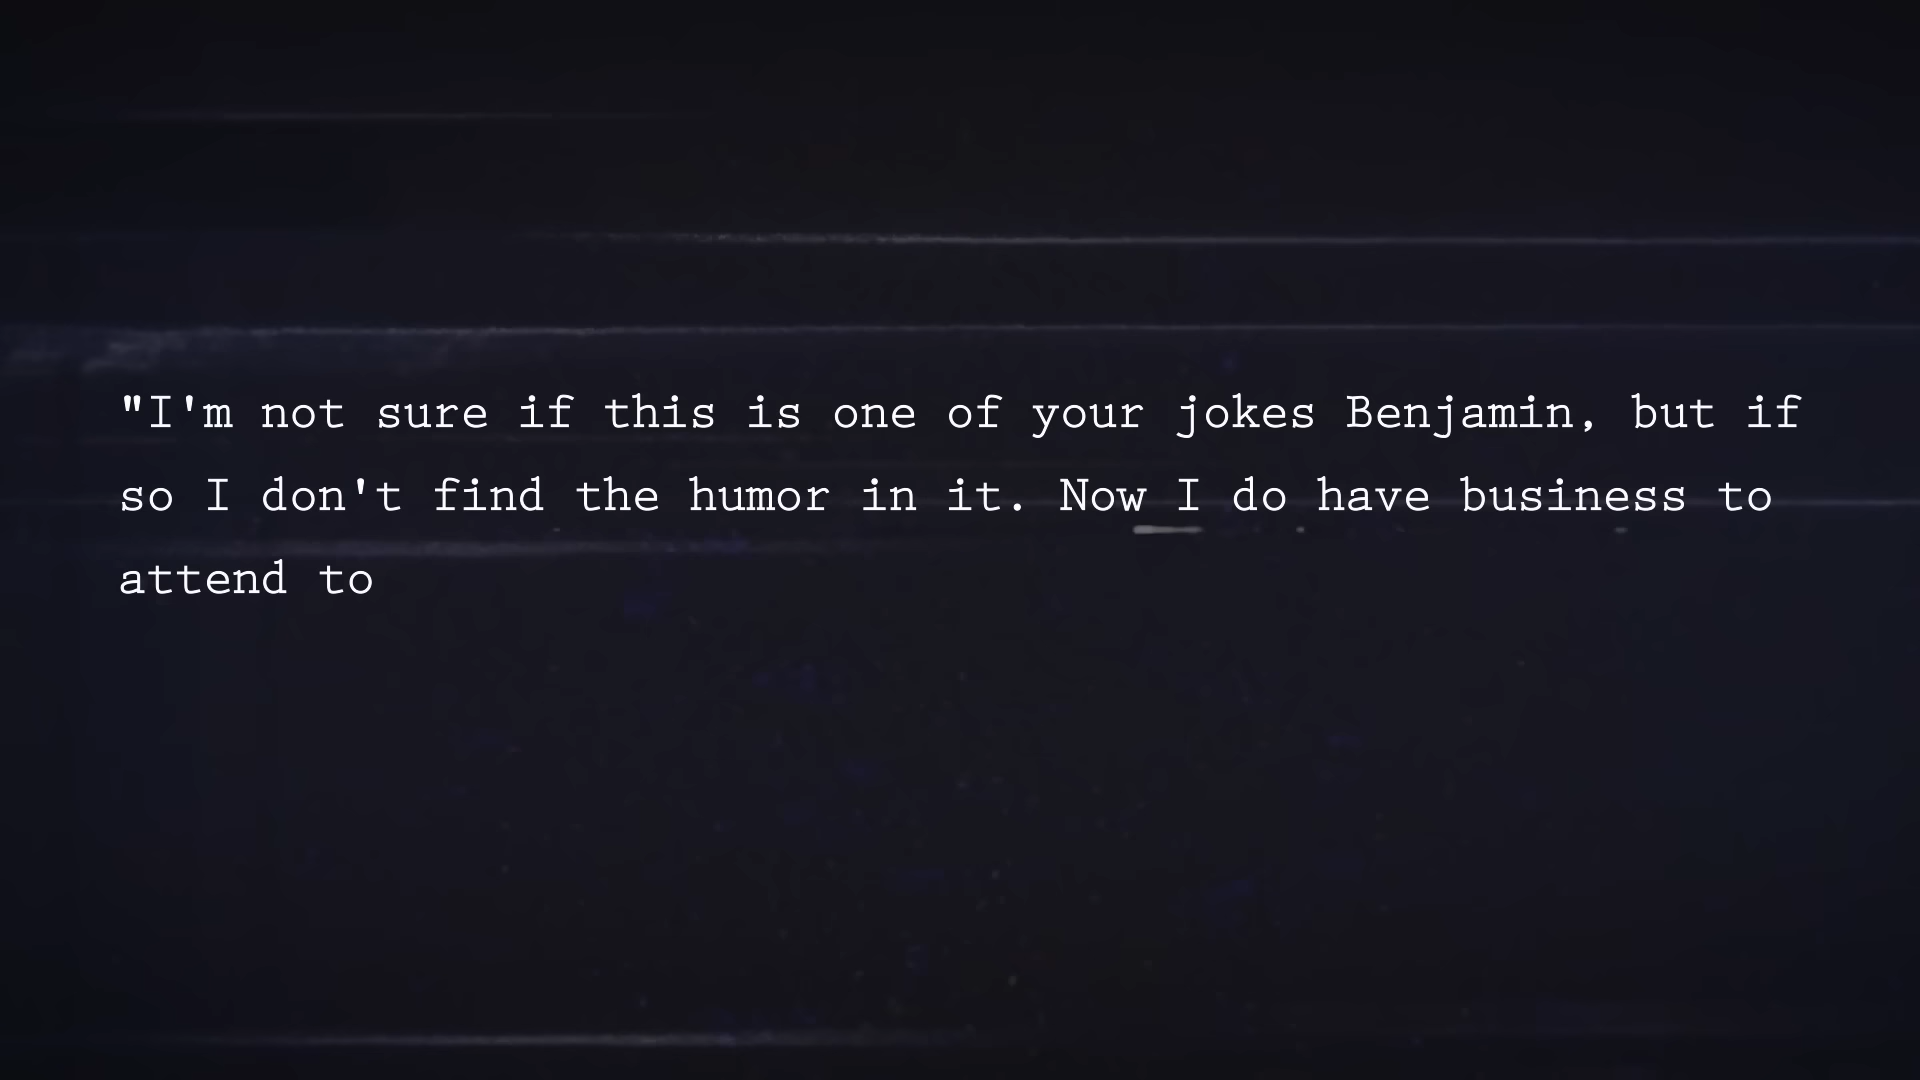 "I'm not sure if this is one of your jokes Benjamin, but if
so I don't find the humor in it. Now I do have business to
attend to